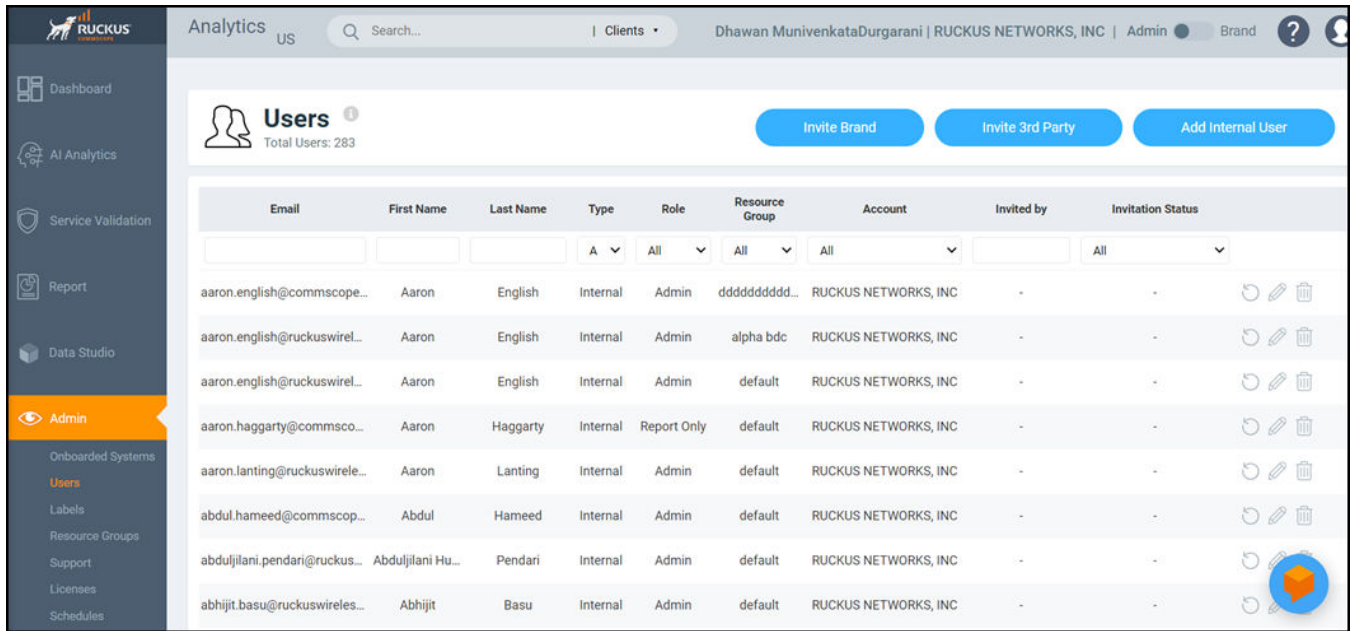 RUCKUS
COMMSCOPE
Analytics US
Search...
| Clients
Dhawan MunivenkataDurgarani | RUCKUS NETWORKS, INC | Admin Brand
?
Dashboard
AI Analytics
Service Validation
Report
Data Studio
Admin
Onboarded Systems
Users
Labels
Resource Groups
Support
Licenses
Schedules
Users
Total Users: 283
Invite Brand Invite 3rd Party Add Internal User
Email First Name Last Name Type Role Resource Group Account Invited by Invitation Status
A All All All All
aaron.english@commscope... Aaron English Internal Admin dddddddddd... RUCKUS NETWORKS, INC - -
aaron.english@ruckuswirel... Aaron English Internal Admin alpha bdc RUCKUS NETWORKS, INC - -
aaron.english@ruckuswirel... Aaron English Internal Admin default RUCKUS NETWORKS, INC - -
aaron.haggarty@commsco... Aaron Haggarty Internal Report Only default RUCKUS NETWORKS, INC - -
aaron.lanting@ruckuswirele... Aaron Lanting Internal Admin default RUCKUS NETWORKS, INC - -
abdul.hameed@commscop... Abdul Hameed Internal Admin default RUCKUS NETWORKS, INC - -
abduljilani.pendari@ruckus... Abduljilani Hu... Pendari Internal Admin default RUCKUS NETWORKS, INC - -
abhijit.basu@ruckuswireles... Abhijit Basu Internal Admin default RUCKUS NETWORKS, INC - -